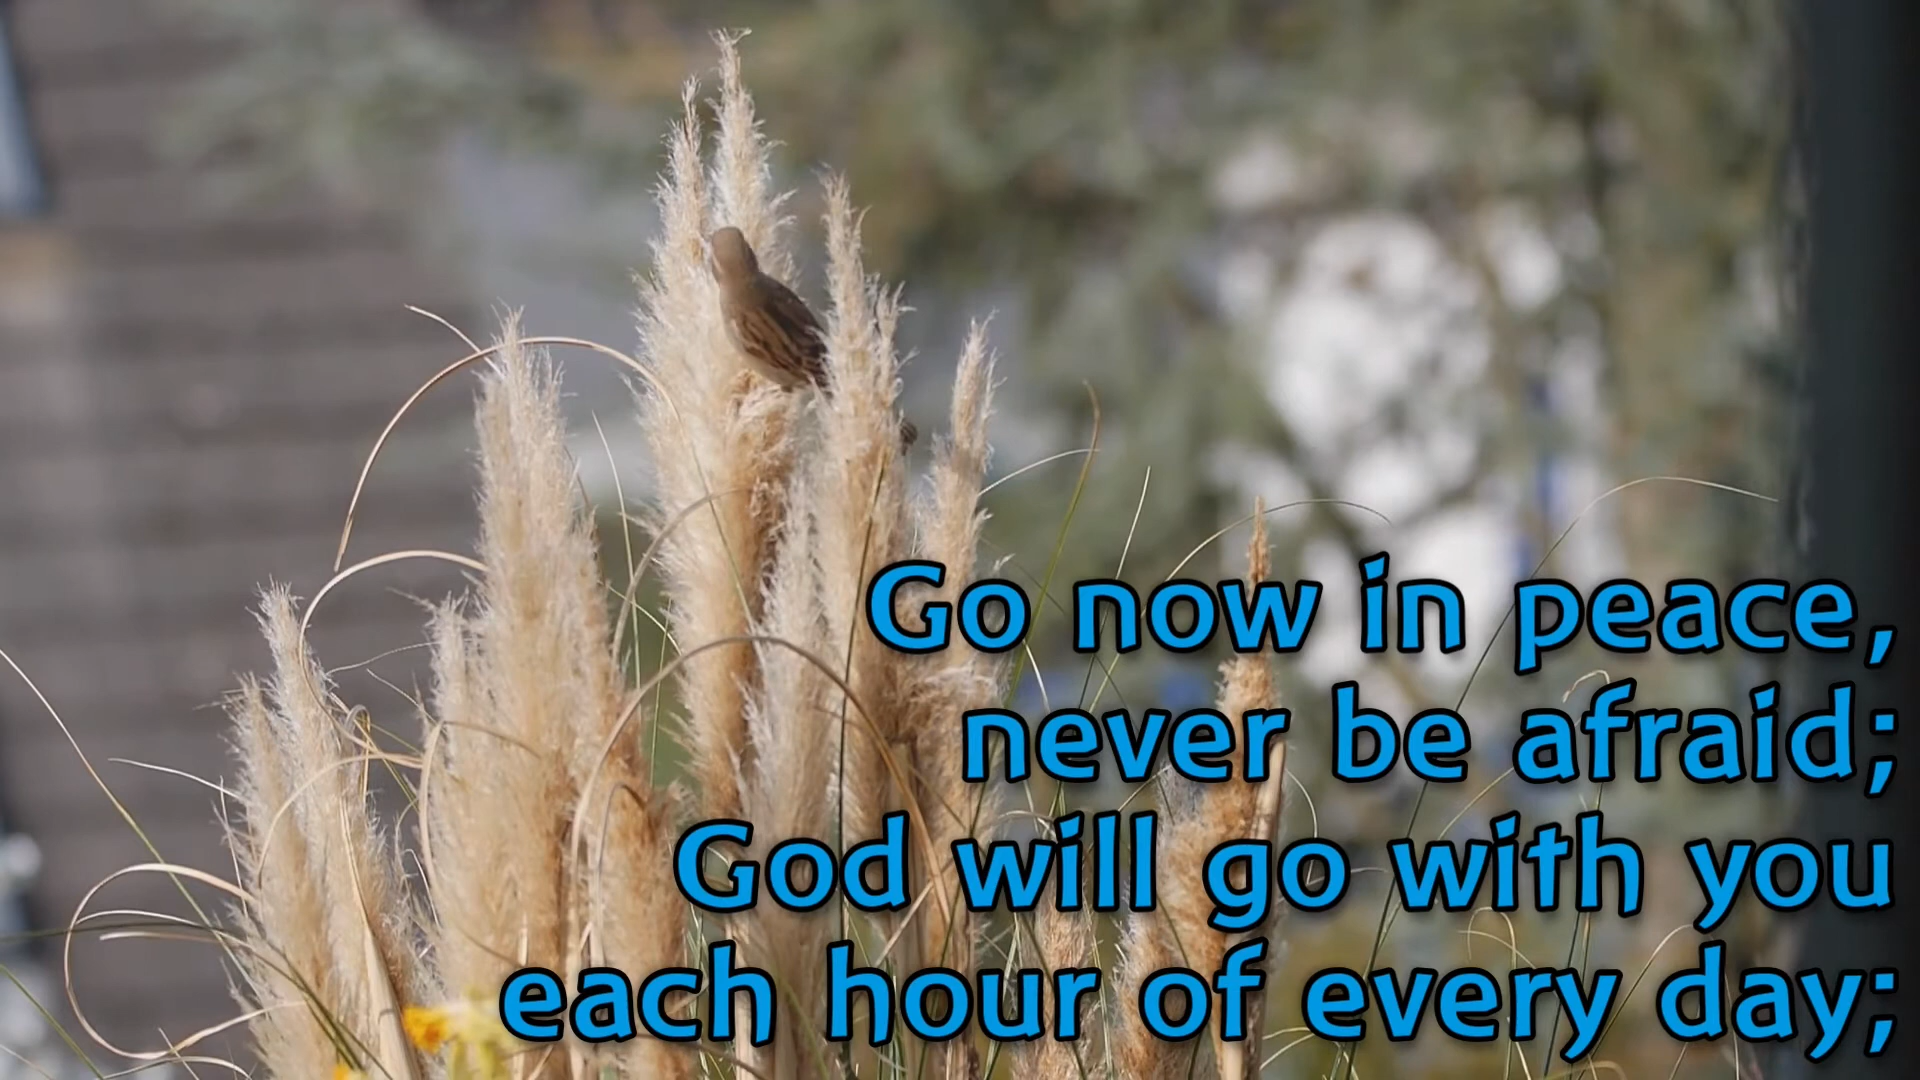 Go now in peace,
never be afraid;
God will go with you
each hour of every day;